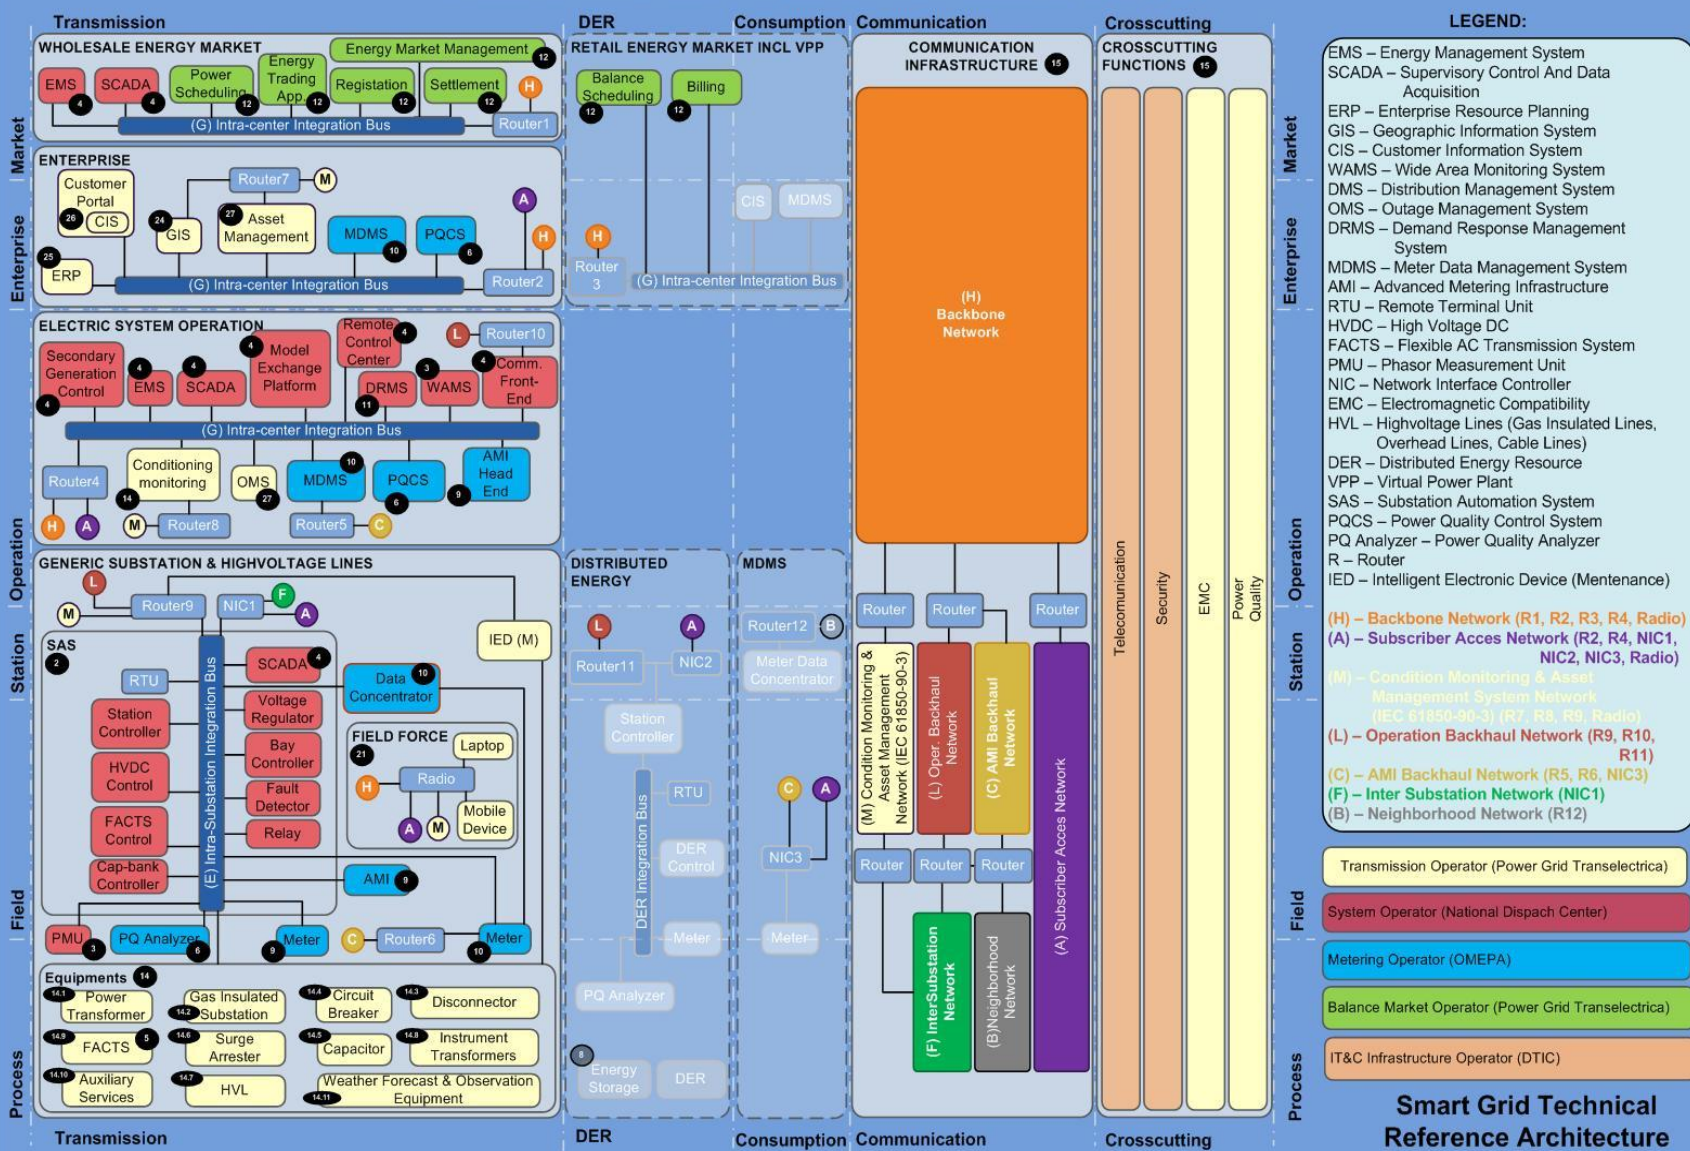 Transmission
DER
Consumption
Communication
Crosscutting
LEGEND:
Market
Enterprise
Operation
Station
Field
Process
WHOLESALE ENERGY MARKET
Energy Market Management
12
EMS
4
SCADA
4
Power
Scheduling
12
Energy
Trading
App.
12
Registation
12
Settlement
12
H
(G) Intra-center Integration Bus
Router1
ENTERPRISE
Customer
Portal
26
CIS
Router7
M
24
GIS
27
Asset
Management
MDMS
10
PQCS
6
A
H
25
ERP
(G) Intra-center Integration Bus
Router2
ELECTRIC SYSTEM OPERATION
Secondary
Generation
Control
4
4
EMS
4
SCADA
4
Model
Exchange
Platform
Remote
Control
Center
4
L
Router10
DRMS
11
3
WAMS
4
Comm.
Front-
End
(G) Intra-center Integration Bus
Router4
H
A
Conditioning
monitoring
14
M
Router8
OMS
27
MDMS
10
Router5
C
PQCS
6
AMI
Head
End
9
GENERIC SUBSTATION & HIGHVOLTAGE LINES
L
M
Router9
NIC1
F
A
IED (M)
SAS
2
RTU
Station
Controller
HVDC
Control
FACTS
Control
Cap-bank
Controller
(E) Intra-Substation Integration Bus
SCADA
4
Voltage
Regulator
Bay
Controller
Fault
Detector
Relay
Data
Concentrator
10
FIELD FORCE
21
Laptop
H
Radio
A
M
Mobile
Device
AMI
9
PMU
3
PQ Analyzer
6
Meter
9
C
Router6
Meter
10
Equipments
14
14.1
Power
Transformer
Gas Insulated
14.2
Substation
14.4
Circuit
Breaker
14.3
Disconnector
14.9
FACTS
5
14.6
Surge
Arrester
14.5
Capacitor
14.8
Instrument
Transformers
14.10
Auxiliary
Services
14.7
HVL
Weather Forecast & Observation
14.11
Equipment
RETAIL ENERGY MARKET INCL VPP
Balance
Scheduling
12
Billing
12
CIS
MDMS
H
Router
3
(G) Intra-center Integration Bus
DISTRIBUTED
ENERGY
L
A
Router11
NIC2
Station
Controller
DER Integration Bus
RTU
DER
Control
Meter
PQ Analyzer
8
Energy
Storage
DER
MDMS
Router12
B
Meter Data
Concentrator
C
A
NIC3
Meter
COMMUNICATION
INFRASTRUCTURE
15
(H)
Backbone
Network
Router
Router
Router
(M) Condition Monitoring &
Asset Management
Network (IEC 61850-90-3)
(L) Oper. Backhaul
Network
(C) AMI Backhaul
Network
(A) Subscriber Acces Network
Router
Router
Router
(F) InterSubstation
Network
(B)Neighborhood
Network
CROSSCUTTING
FUNCTIONS
15
Telecomunication
Security
EMC
Power
Quality
Market
Enterprise
Operation
Station
Field
Process
EMS – Energy Management System
SCADA – Supervisory Control And Data
Acquisition
ERP – Enterprise Resource Planning
GIS – Geographic Information System
CIS – Customer Information System
WAMS – Wide Area Monitoring System
DMS – Distribution Management System
OMS – Outage Management System
DRMS – Demand Response Management
System
MDMS – Meter Data Management System
AMI – Advanced Metering Infrastructure
RTU – Remote Terminal Unit
HVDC – High Voltage DC
FACTS – Flexible AC Transmission System
PMU – Phasor Measurement Unit
NIC – Network Interface Controller
EMC – Electromagnetic Compatibility
HVL – Highvoltage Lines (Gas Insulated Lines,
Overhead Lines, Cable Lines)
DER – Distributed Energy Resource
VPP – Virtual Power Plant
SAS – Substation Automation System
PQCS – Power Quality Control System
PQ Analyzer – Power Quality Analyzer
R – Router
IED – Intelligent Electronic Device (Mentenance)
(H) – Backbone Network (R1, R2, R3, R4, Radio)
(A) – Subscriber Acces Network (R2, R4, NIC1,
NIC2, NIC3, Radio)
(M) – Condition Monitoring & Asset
Management System Network
(IEC 61850-90-3) (R7, R8, R9, Radio)
(L) – Operation Backhaul Network (R9, R10,
R11)
(C) – AMI Backhaul Network (R5, R6, NIC3)
(F) – Inter Substation Network (NIC1)
(B) – Neighborhood Network (R12)
Transmission Operator (Power Grid Transelectrica)
System Operator (National Dispach Center)
Metering Operator (OMEPA)
Balance Market Operator (Power Grid Transelectrica)
IT&C Infrastructure Operator (DTIC)
Smart Grid Technical
Reference Architecture
Transmission
DER
Consumption
Communication
Crosscutting